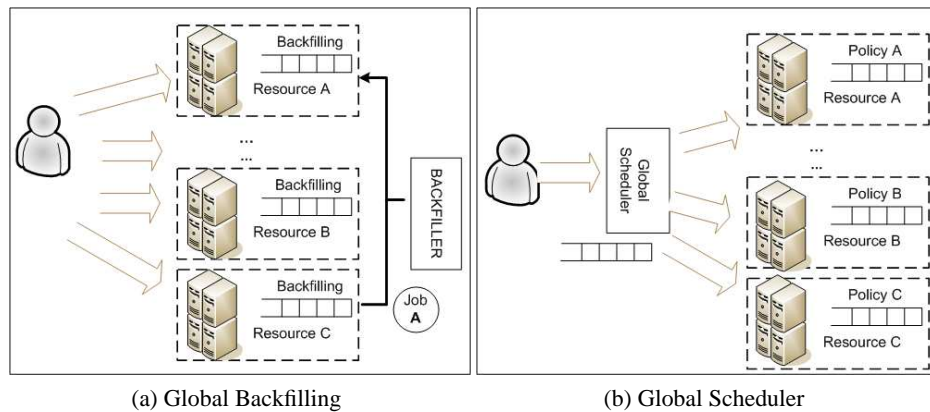 Backfilling
Resource A
...
...
Backfilling
Resource B
Backfilling
Resource C
BACKFILLER
Job
A
(a) Global Backfilling
Global
Scheduler
Policy A
Resource A
...
...
Policy B
Resource B
Policy C
Resource C
(b) Global Scheduler